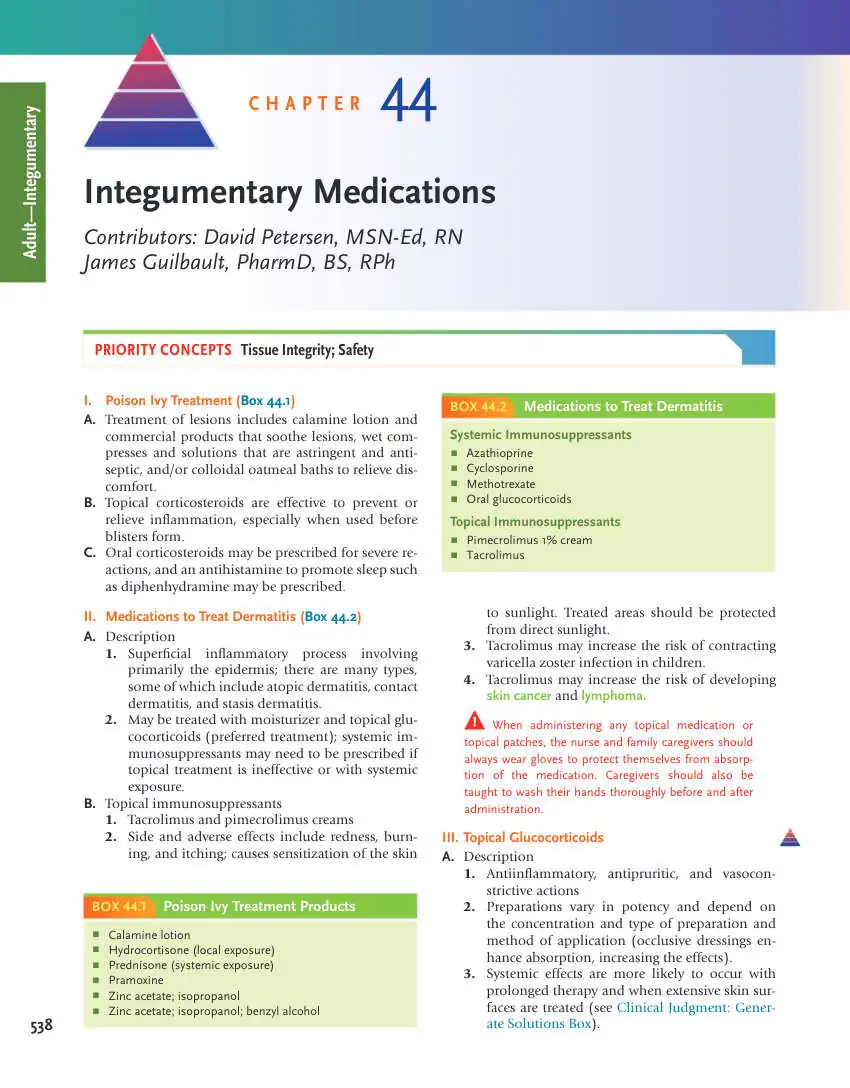 Adult—Integumentary
CHAPTER 44
Integumentary Medications
Contributors: David Petersen, MSN-Ed, RN
James Guilbault, PharmD, BS, RPh
PRIORITY CONCEPTS Tissue Integrity; Safety
I. Poison Ivy Treatment (Box 44.1)
A. Treatment of lesions includes calamine lotion and
commercial products that soothe lesions, wet com-
presses and solutions that are astringent and anti-
septic, and/or colloidal oatmeal baths to relieve dis-
comfort.
B. Topical corticosteroids are effective to prevent or
relieve inflammation, especially when used before
blisters form.
C. Oral corticosteroids may be prescribed for severe re-
actions, and an antihistamine to promote sleep such
as diphenhydramine may be prescribed.
II. Medications to Treat Dermatitis (Box 44.2)
A. Description
1. Superficial inflammatory process involving
primarily the epidermis; there are many types,
some of which include atopic dermatitis, contact
dermatitis, and stasis dermatitis.
2. May be treated with moisturizer and topical glu-
cocorticoids (preferred treatment); systemic im-
munosuppressants may need to be prescribed if
topical treatment is ineffective or with systemic
exposure.
B. Topical immunosuppressants
1. Tacrolimus and pimecrolimus creams
2. Side and adverse effects include redness, burn-
ing, and itching; causes sensitization of the skin
BOX 44.1 Poison Ivy Treatment Products
■ Calamine lotion
■ Hydrocortisone (local exposure)
■ Prednisone (systemic exposure)
■ Pramoxine
■ Zinc acetate; isopropanol
■ Zinc acetate; isopropanol; benzyl alcohol
538
BOX 44.2 Medications to Treat Dermatitis
Systemic Immunosuppressants
■ Azathioprine
■ Cyclosporine
■ Methotrexate
■ Oral glucocorticoids
Topical Immunosuppressants
■ Pimecrolimus 1% cream
■ Tacrolimus
to sunlight. Treated areas should be protected
from direct sunlight.
3. Tacrolimus may increase the risk of contracting
varicella zoster infection in children.
4. Tacrolimus may increase the risk of developing
skin cancer and lymphoma.
When administering any topical medication or
topical patches, the nurse and family caregivers should
always wear gloves to protect themselves from absorp-
tion of the medication. Caregivers should also be
taught to wash their hands thoroughly before and after
administration.
III. Topical Glucocorticoids
A. Description
1. Antiinflammatory, antipruritic, and vasocon-
strictive actions
2. Preparations vary in potency and depend on
the concentration and type of preparation and
method of application (occlusive dressings en-
hance absorption, increasing the effects).
3. Systemic effects are more likely to occur with
prolonged therapy and when extensive skin sur-
faces are treated (see Clinical Judgment: Gener-
ate Solutions Box).